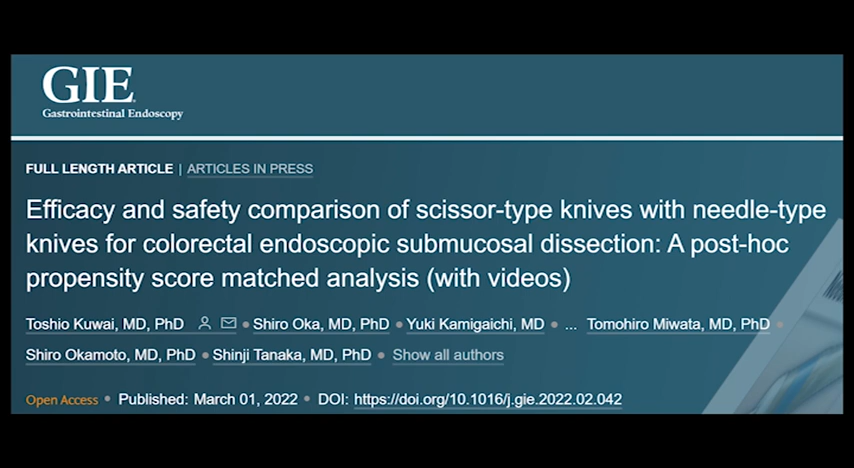 GIE
Gastrointestinal Endoscopy
FULL LENGTH ARTICLE | ARTICLES IN PRESS
Efficacy and safety comparison of scissor-type knives with needle-type
knives for colorectal endoscopic submucosal dissection: A post-hoc
propensity score matched analysis (with videos)
Toshio Kuwai, MD, PhD • Shiro Oka, MD, PhD • Yuki Kamigaichi, MD • ... Tomohiro Miwata, MD, PhD •
Shiro Okamoto, MD, PhD • Shinji Tanaka, MD, PhD • Show all authors
Open Access • Published: March 01, 2022 • DOI: https://doi.org/10.1016/j.gie.2022.02.042